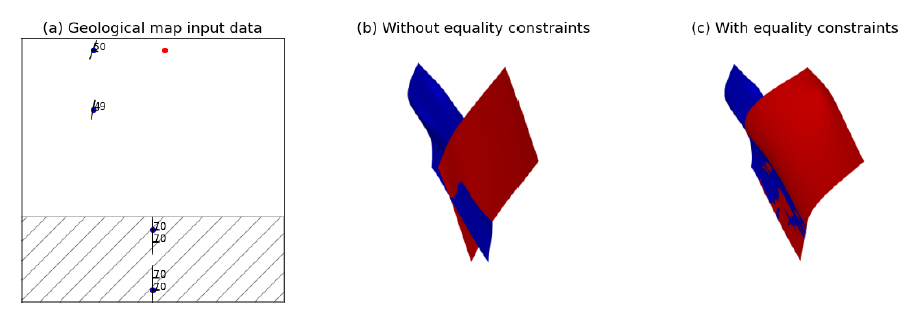 (a) Geological map input data
(b) Without equality constraints
(c) With equality constraints
50
49
70
70
70
70